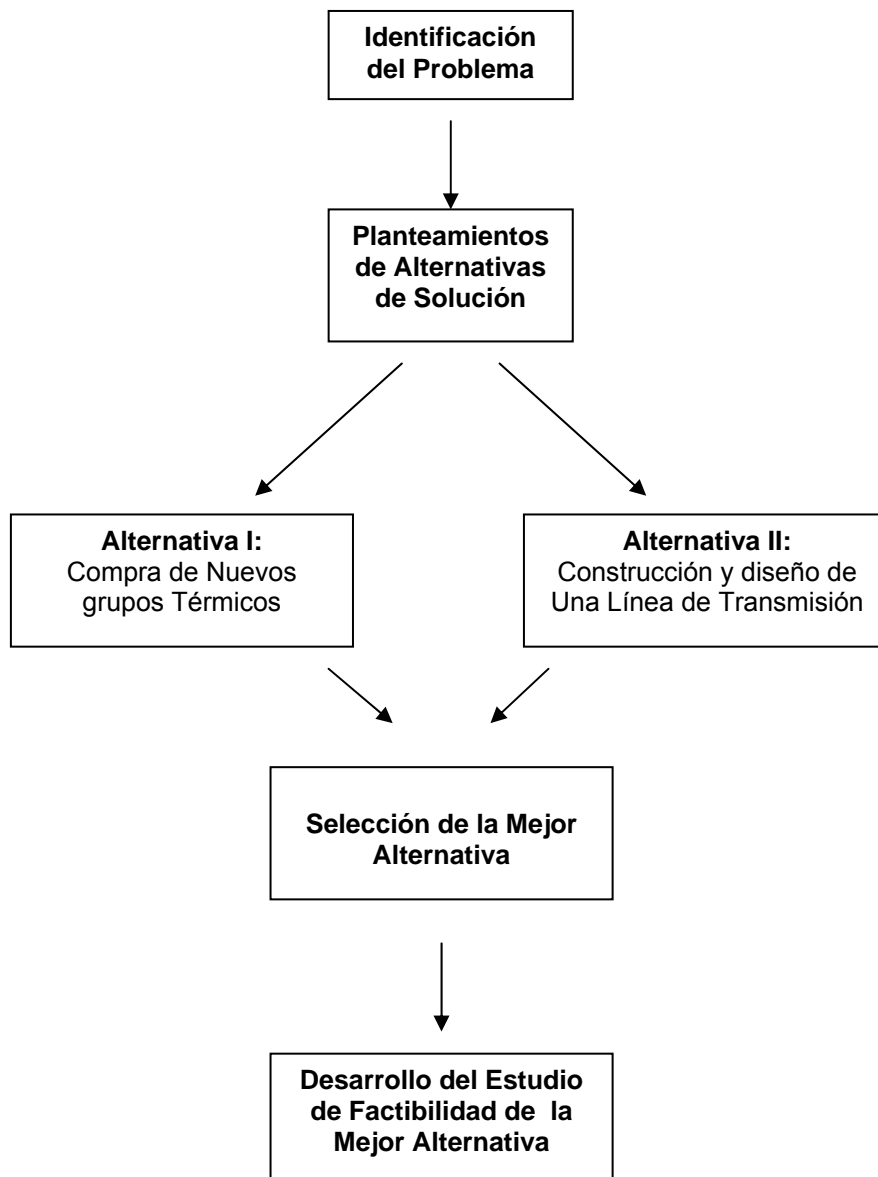 Identificación
del Problema
Planteamientos
de Alternativas
de Solución
Alternativa I:
Compra de Nuevos
grupos Térmicos
Alternativa II:
Construcción y diseño de
Una Línea de Transmisión
Selección de la Mejor
Alternativa
Desarrollo del Estudio
de Factibilidad de la
Mejor Alternativa